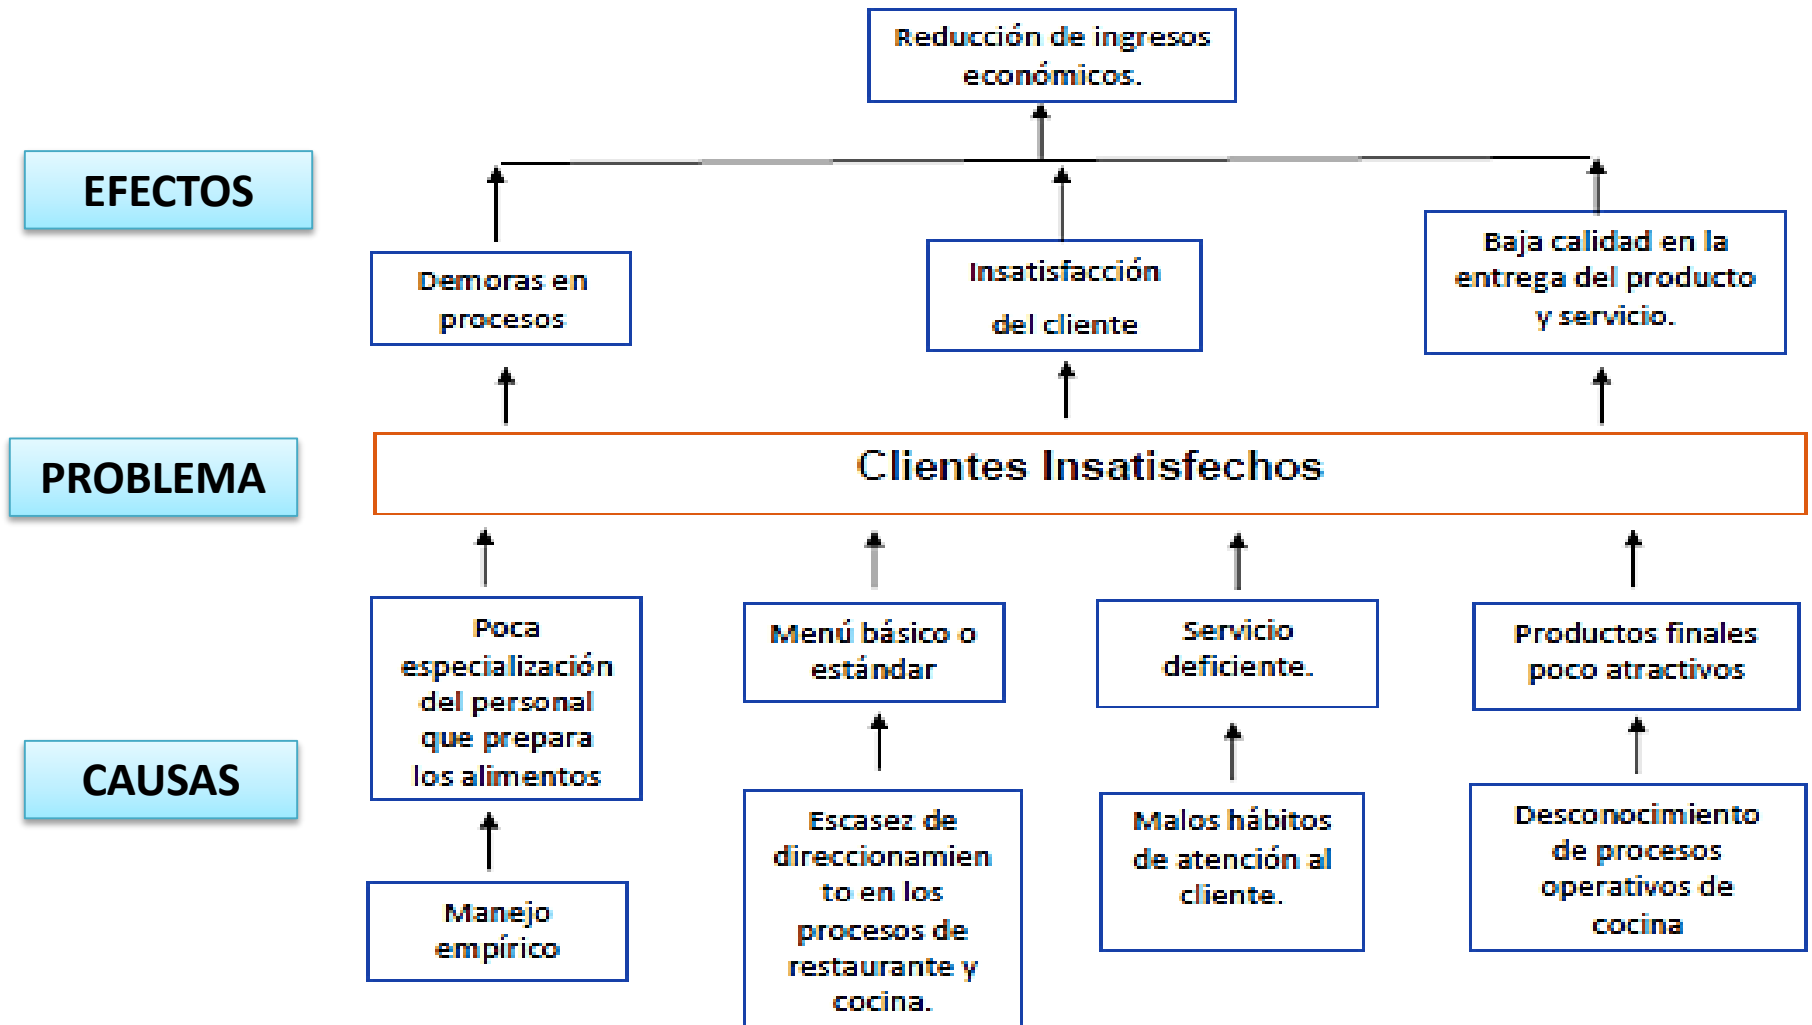 Reducción de ingresos
económicos.
EFECTOS
Demoras en
procesos
Insatisfacción
del cliente
Baja calidad en la
entrega del producto
y servicio.
PROBLEMA
Clientes Insatisfechos
Poca
especialización
del personal
que prepara
los alimentos
Menú básico o
estándar
Servicio
deficiente.
Productos finales
poco atractivos
CAUSAS
Manejo
empírico
Escasez de
direccionamien
to en los
procesos de
restaurante y
cocina.
Malos hábitos
de atención al
cliente.
Desconocimiento
de procesos
operativos de
cocina